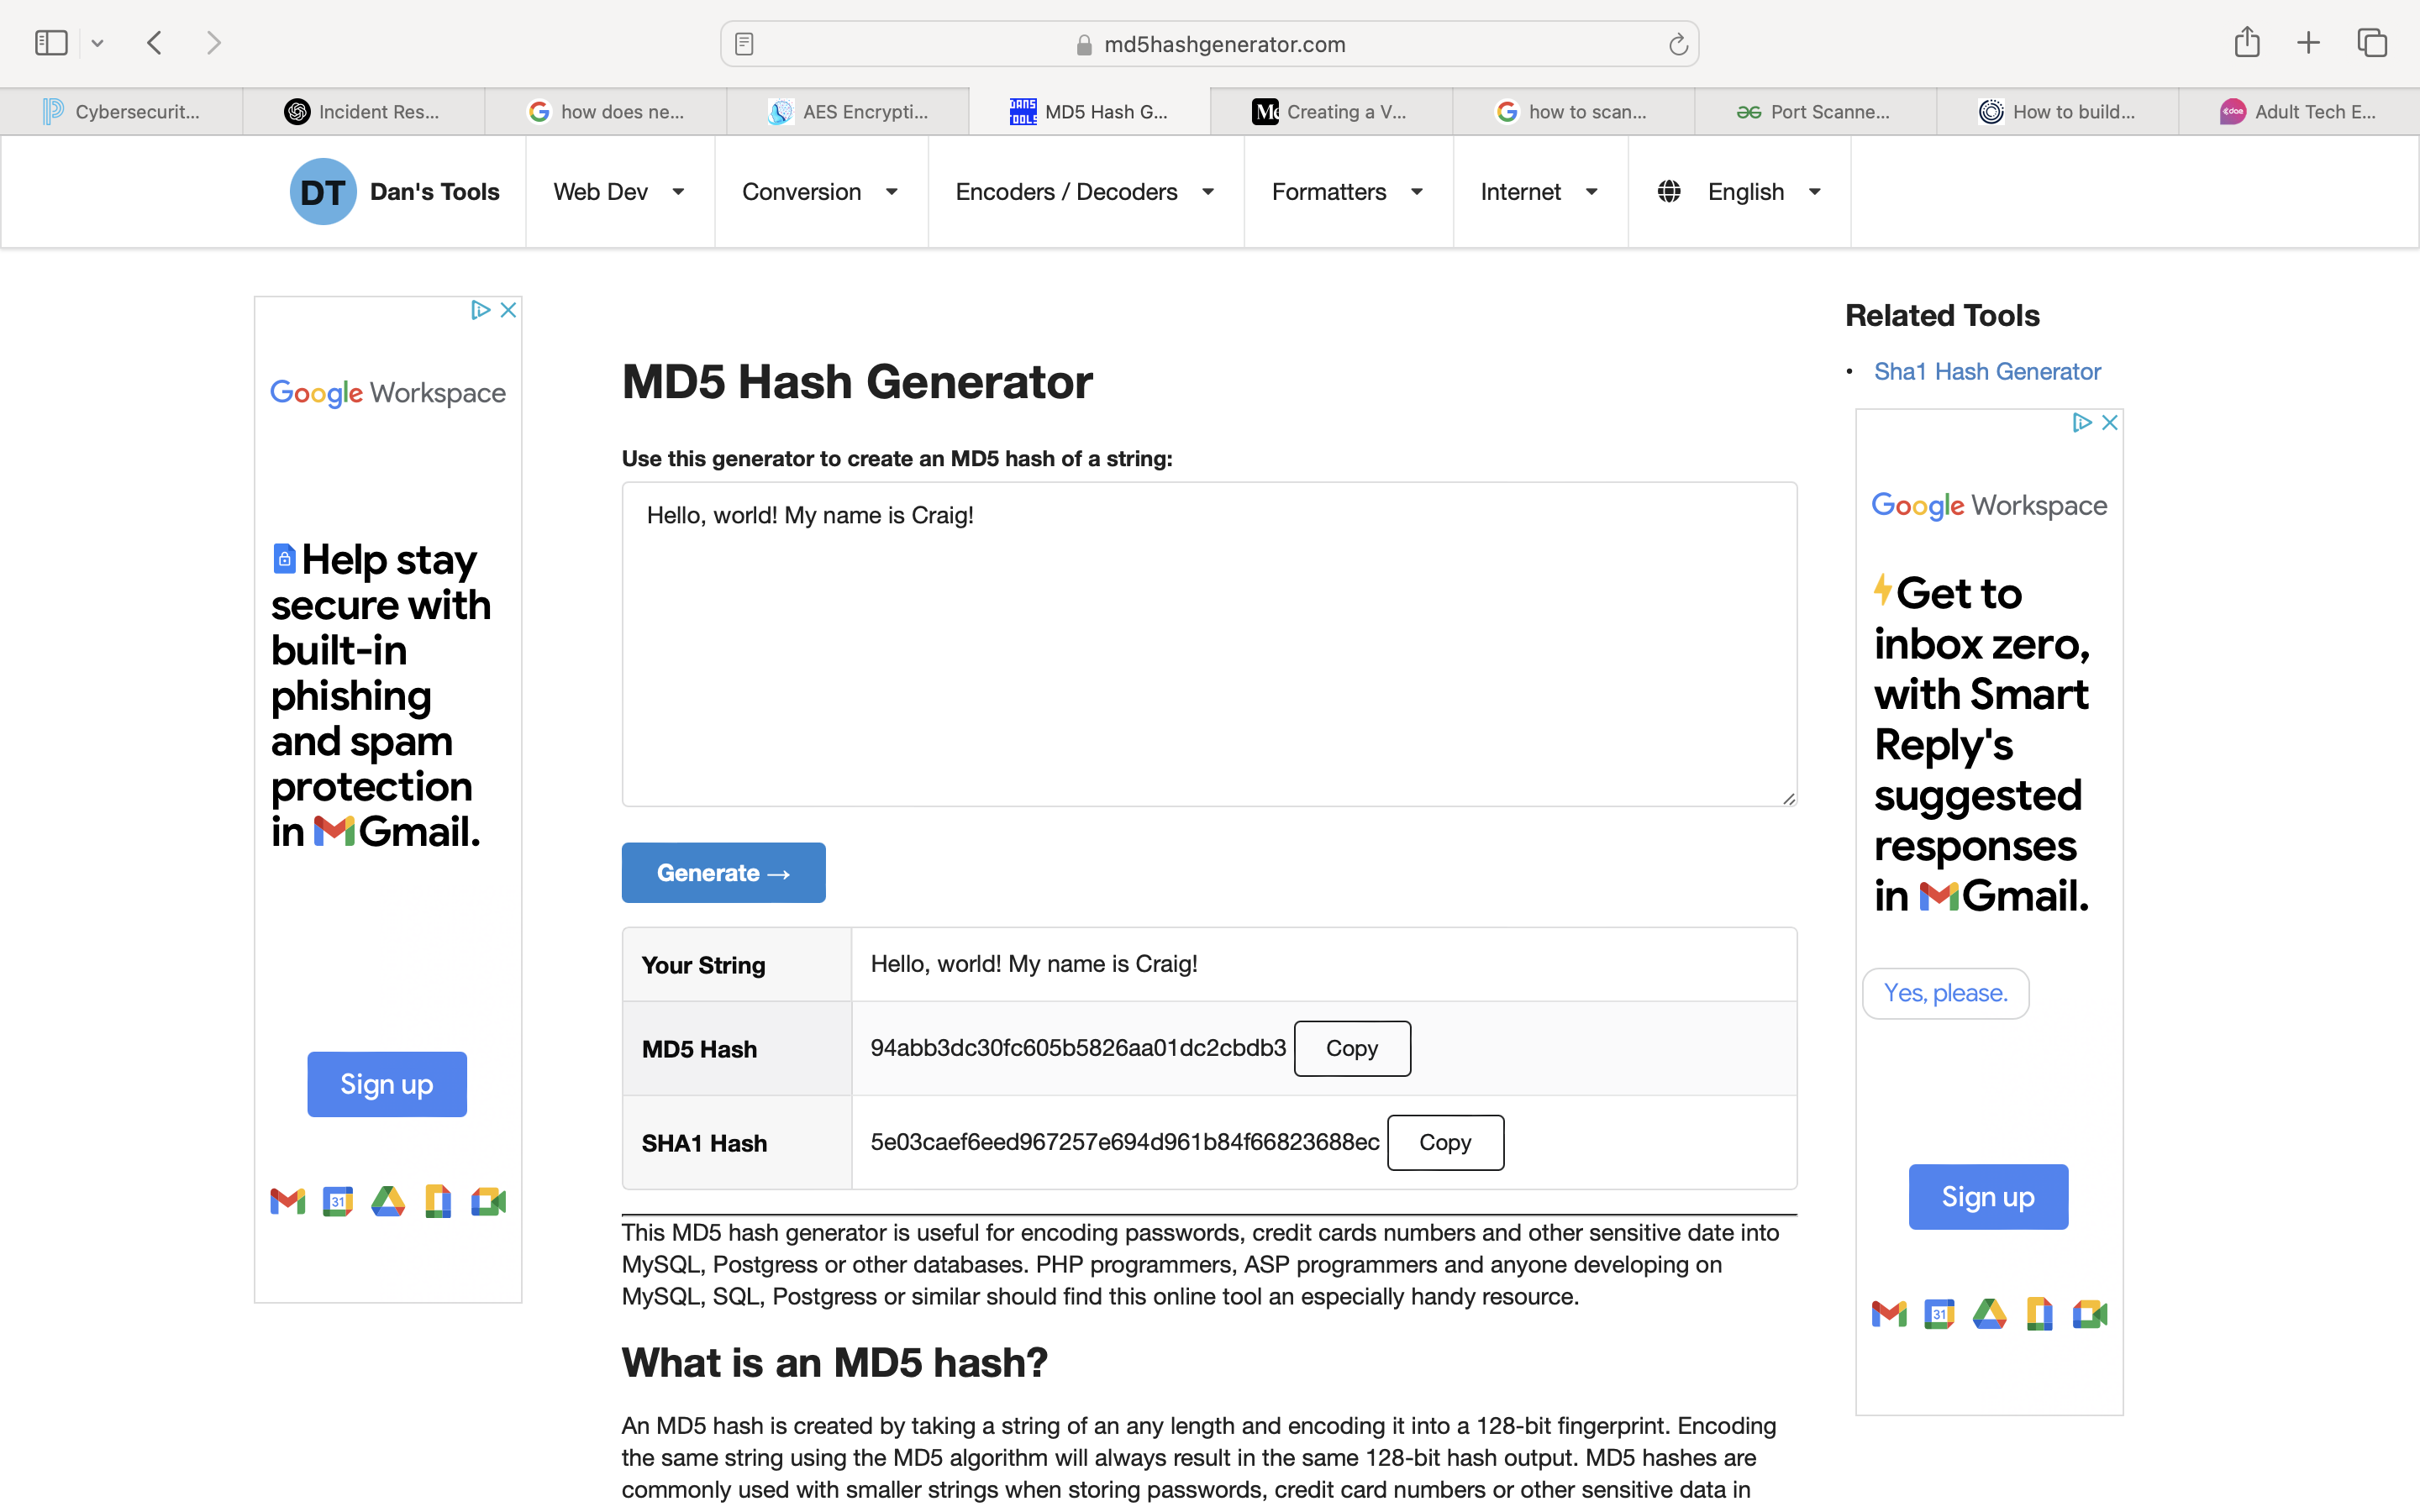 md5hashgenerator.com
Cybersecurit...
Incident Res...
how does ne...
AES Encrypti...
DANS TOOLS
MD5 Hash G...
Creating a V...
how to scan...
Port Scanne...
How to build...
Adult Tech E...
DT
Dan's Tools
Web Dev
Conversion
Encoders / Decoders
Formatters
Internet
English
Google Workspace
Help stay
secure with
built-in
phishing
and spam
protection
in Gmail.
Sign up
31
MD5 Hash Generator
Use this generator to create an MD5 hash of a string:
Hello, world! My name is Craig!
Generate →
Your String
Hello, world! My name is Craig!
MD5 Hash
94abb3dc30fc605b5826aa01dc2cbdb3
Copy
SHA1 Hash
5e03caef6eed967257e694d961b84f66823688ec
Copy
This MD5 hash generator is useful for encoding passwords, credit cards numbers and other sensitive date into
MySQL, Postgress or other databases. PHP programmers, ASP programmers and anyone developing on
MySQL, SQL, Postgress or similar should find this online tool an especially handy resource.
What is an MD5 hash?
An MD5 hash is created by taking a string of an any length and encoding it into a 128-bit fingerprint. Encoding
the same string using the MD5 algorithm will always result in the same 128-bit hash output. MD5 hashes are
commonly used with smaller strings when storing passwords, credit card numbers or other sensitive data in
Related Tools
• Sha1 Hash Generator
Google Workspace
Get to
inbox zero,
with Smart
Reply's
suggested
responses
in Gmail.
Yes, please.
Sign up
31